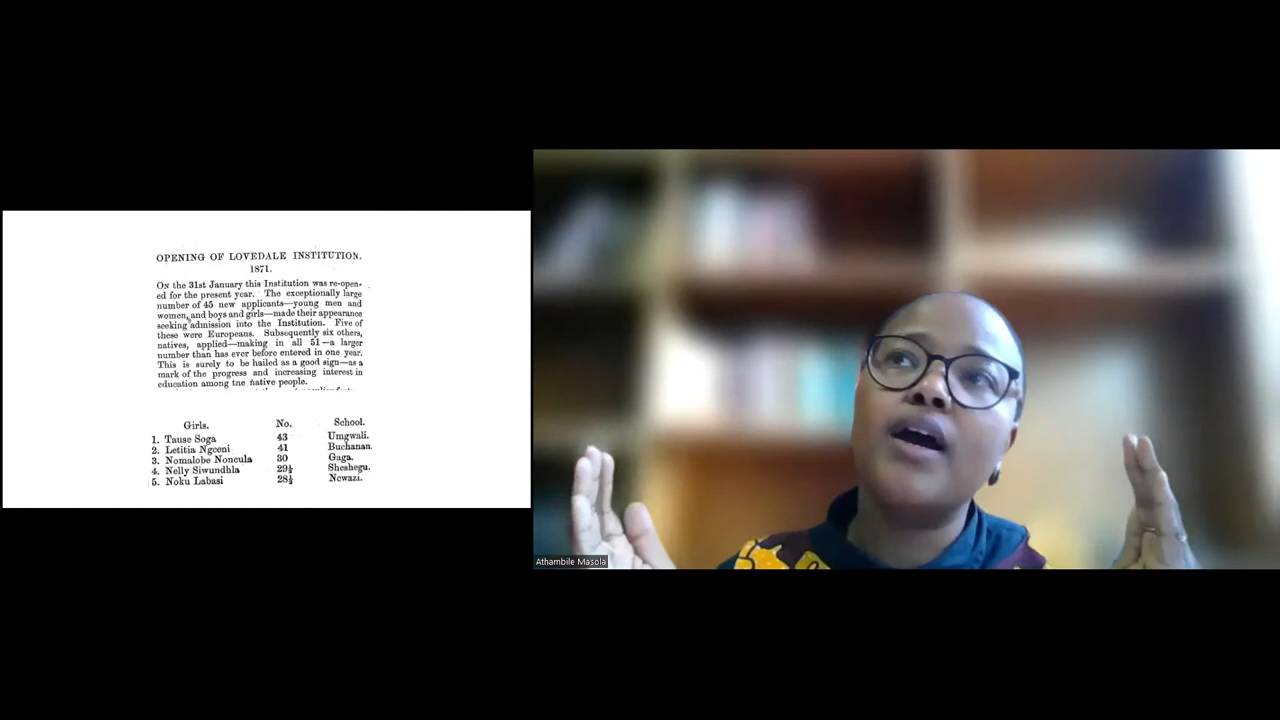 OPENING OF LOVEDALE INSTITUTION.
1871.
ON the 31st January this Institution was re-open-
ed for the present year. The exceptionally large
number of 45 new applicants—young men and
women, and boys and girls—made their appearance
seeking admission into the Institution. Five of
these were Europeans. Subsequently six others,
natives, applied—making in all 51—a larger
number than has ever before entered in one year.
This is surely to be hailed as a good sign—as a
mark of the progress and increasing interest in
education among tne native people.
Girls. No. School.
1. Tause Soga 43 Umgwali.
2. Letitia Ngceni 41 Buchanan.
3. Nomalobe Noncula 30 Gaga.
4. Nelly Siwundhla 29½ Sheshegu.
5. Noku Labasi 28½ Ncwazi.
Athambile Masola